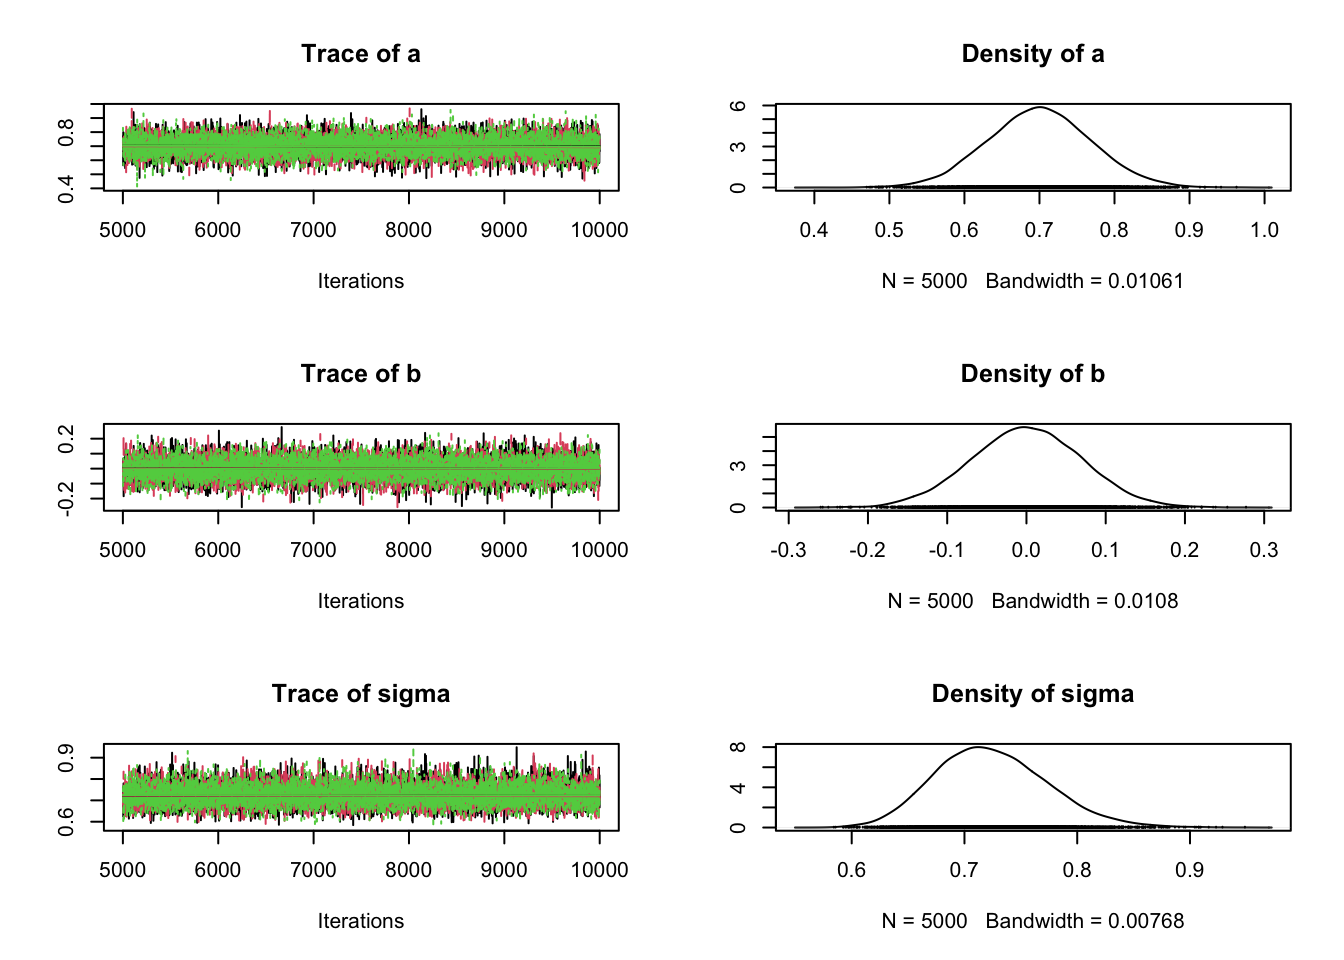 Trace of a
0.4 0.8
5000 6000 7000 8000 9000 10000
Iterations
Density of a
0 3 6
0.4 0.5 0.6 0.7 0.8 0.9 1.0
N = 5000 Bandwidth = 0.01061
Trace of b
-0.2 0.2
5000 6000 7000 8000 9000 10000
Iterations
Density of b
0 3
-0.3 -0.2 -0.1 0.0 0.1 0.2 0.3
N = 5000 Bandwidth = 0.0108
Trace of sigma
0.6 0.9
5000 6000 7000 8000 9000 10000
Iterations
Density of sigma
0 4 8
0.6 0.7 0.8 0.9
N = 5000 Bandwidth = 0.00768